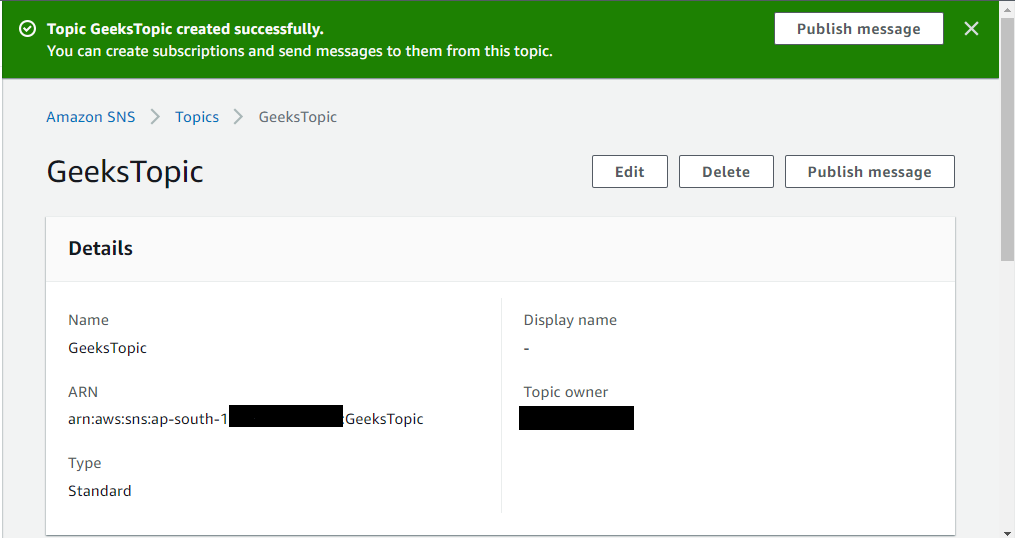 Topic GeeksTopic created successfully.
You can create subscriptions and send messages to them from this topic.
Publish message
Amazon SNS > Topics > GeeksTopic
GeeksTopic
Edit
Delete
Publish message
Details
Name
GeeksTopic
ARN
arn:aws:sns:ap-south-1 :GeeksTopic
Type
Standard
Display name
-
Topic owner